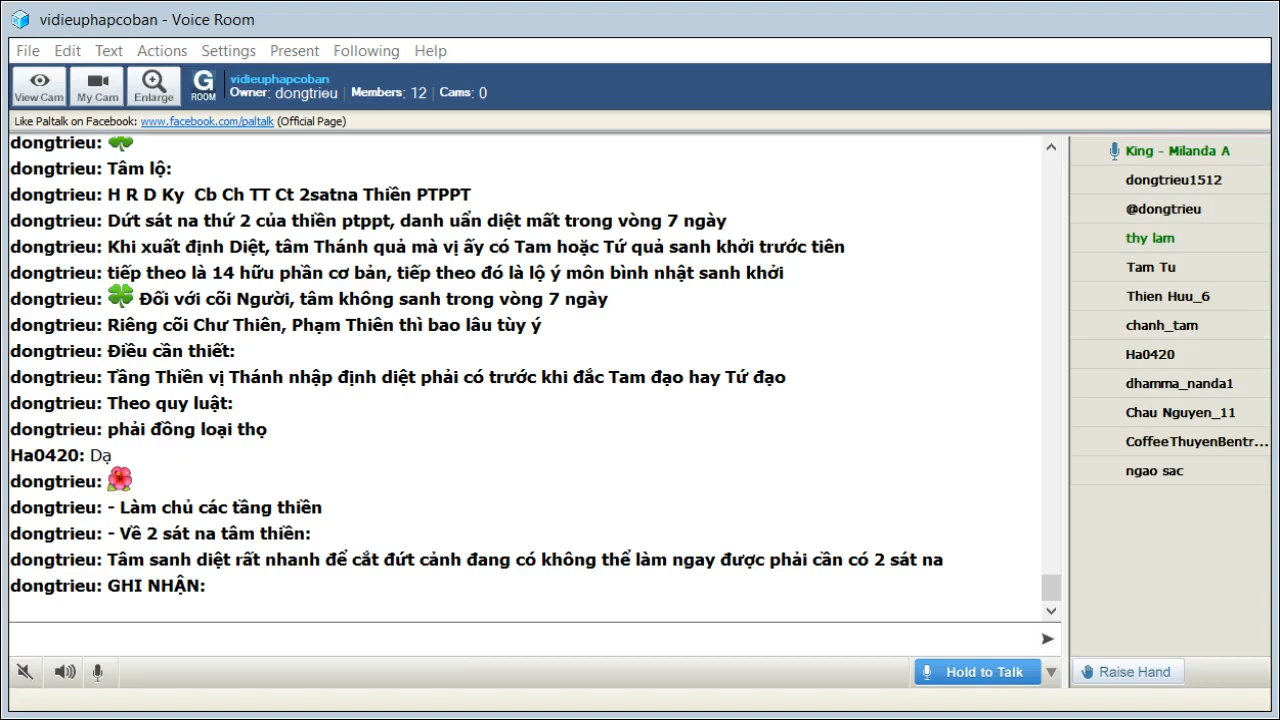 vidieuphapcoban - Voice Room
File Edit Text Actions Settings Present Following Help
View Cam My Cam Enlarge G ROOM vidieuphapcoban
Owner: dongtrieu | Members: 12 | Cams: 0
Like Paltalk on Facebook: www.facebook.com/paltalk (Official Page)
dongtrieu:
dongtrieu: Tâm lộ:
dongtrieu: H R D Ky Cb Ch TT Ct 2satna Thiền PTPPT
dongtrieu: Dứt sát na thứ 2 của thiền ptppt, danh uẩn diệt mất trong vòng 7 ngày
dongtrieu: Khi xuất định Diệt, tâm Thánh quả mà vị ấy có Tam hoặc Tứ quả sanh khởi trước tiên
dongtrieu: tiếp theo là 14 hữu phần cơ bản, tiếp theo đó là lộ ý môn bình nhật sanh khởi
dongtrieu: Đối với cõi Người, tâm không sanh trong vòng 7 ngày
dongtrieu: Riêng cõi Chư Thiên, Phạm Thiên thì bao lâu tùy ý
dongtrieu: Điều cần thiết:
dongtrieu: Tầng Thiền vị Thánh nhập định diệt phải có trước khi đắc Tam đạo hay Tứ đạo
dongtrieu: Theo quy luật:
dongtrieu: phải đồng loại thọ
Ha0420: Dạ
dongtrieu:
dongtrieu: - Làm chủ các tầng thiền
dongtrieu: - Về 2 sát na tâm thiền:
dongtrieu: Tâm sanh diệt rất nhanh để cắt đứt cảnh đang có không thể làm ngay được phải cần có 2 sát na
dongtrieu: GHI NHẬN:
King - Milanda A
dongtrieu1512
@dongtrieu
thy lam
Tam Tu
Thien Huu_6
chanh_tam
Ha0420
dhamma_nanda1
Chau Nguyen_11
CoffeeThuyenBentr...
ngao sac
Hold to Talk
Raise Hand